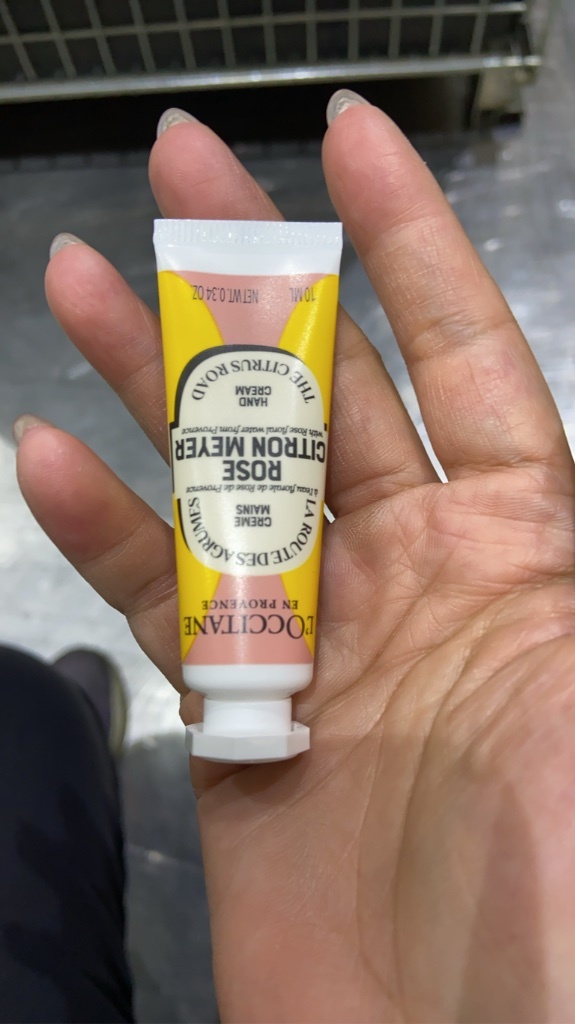 L'OCCITANE
EN PROVENCE
LA ROUTE DES AGRUMES
CREME
MAINS
à l'eau florale de Rose de Provence
ROSE
CITRON MEYER
with Rose floral water from Provence
HAND
CREAM
THE CITRUS ROAD
10 ML NET WT. 0.34 OZ.